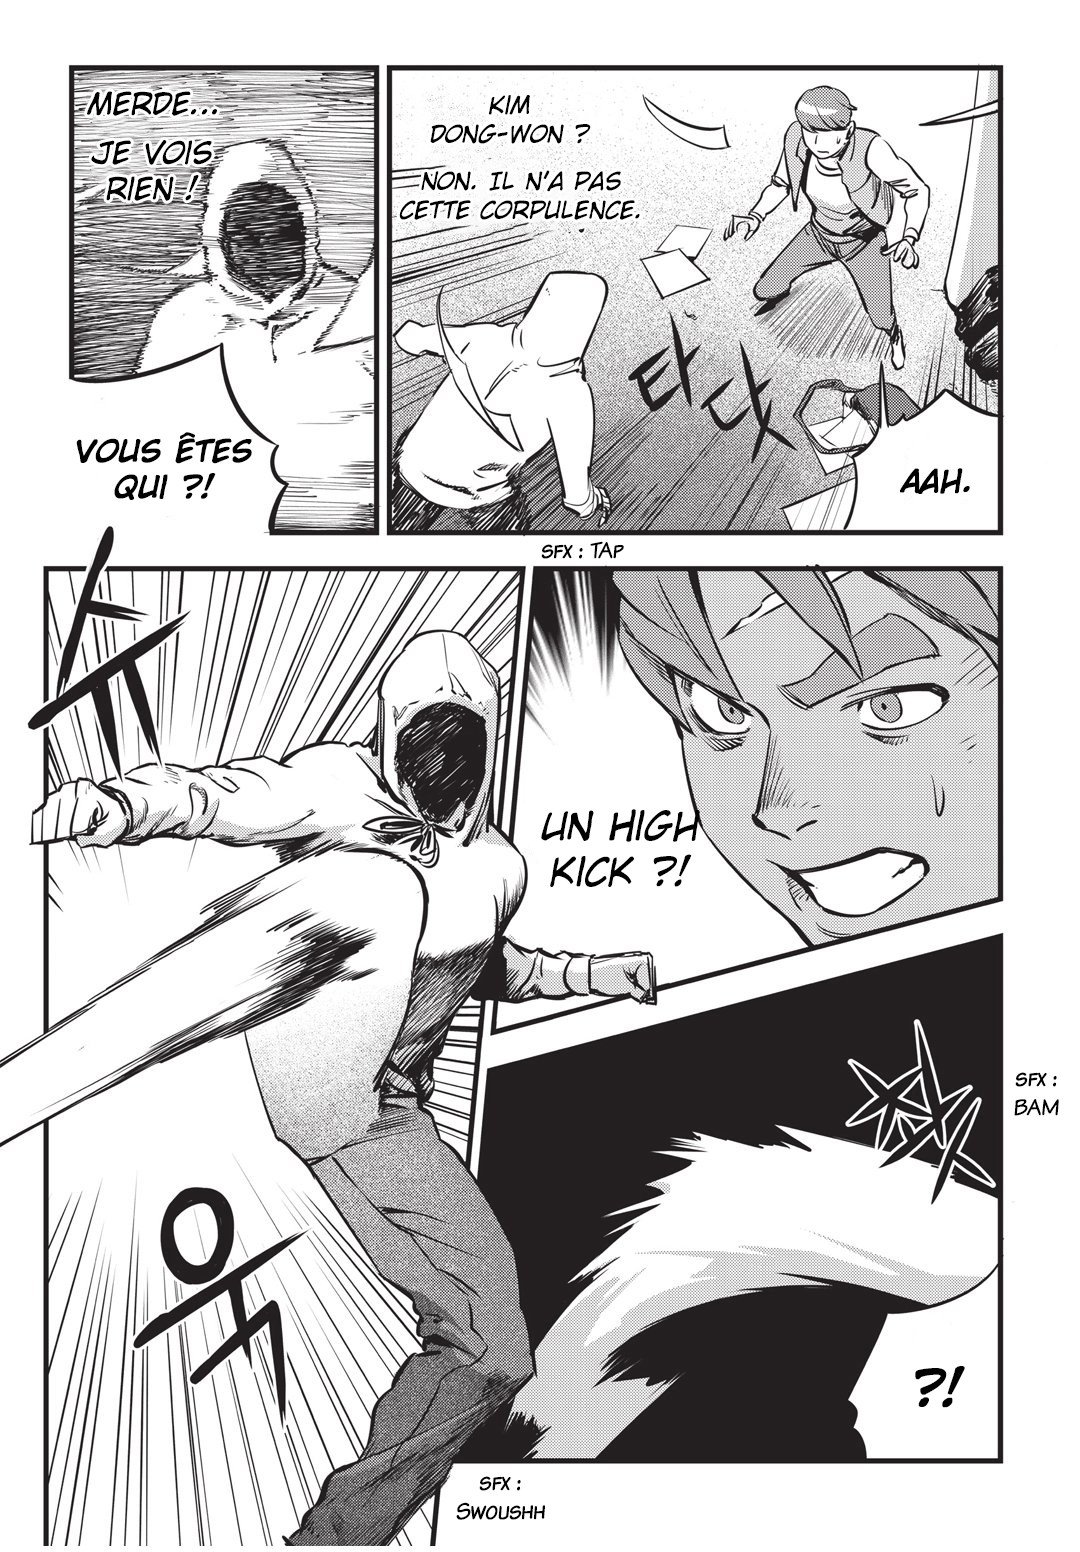 MERDE...
JE VOIS
RIEN !
VOUS ÊTES
QUI ?!
KIM
DONG-WON ?
NON. IL N'A PAS
CETTE CORPULENCE.
타닷
AAH.
SFX : TAP
UN HIGH
KICK ?!
SFX :
BAM
?!
SFX :
SWOUSHH